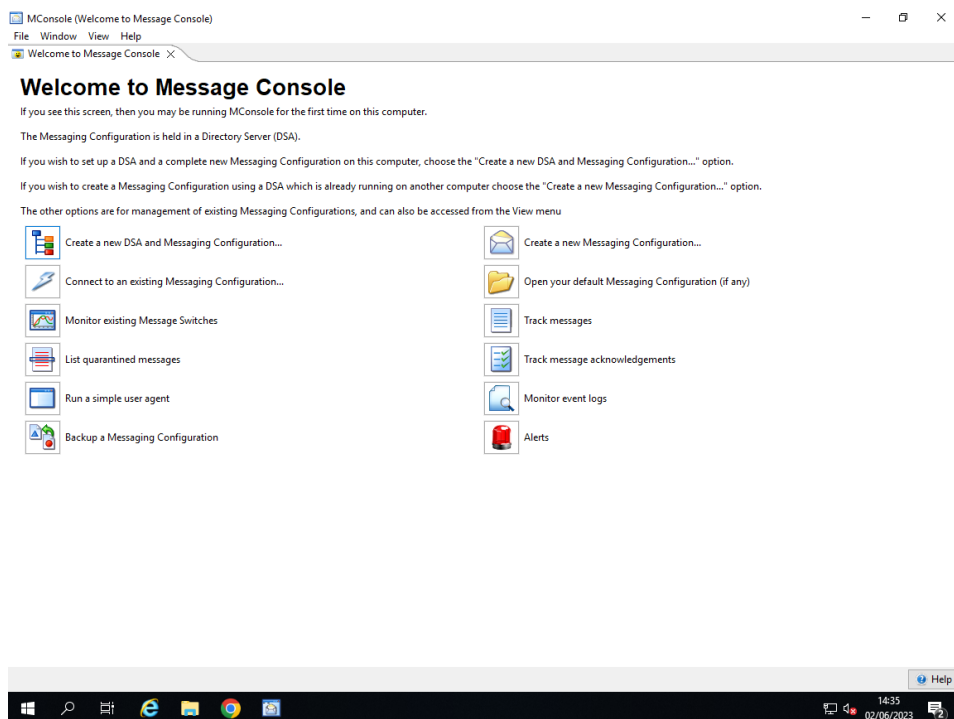 MConsole (Welcome to Message Console)
File Window View Help
Welcome to Message Console
Welcome to Message Console
If you see this screen, then you may be running MConsole for the first time on this computer.
The Messaging Configuration is held in a Directory Server (DSA).
If you wish to set up a DSA and a complete new Messaging Configuration on this computer, choose the "Create a new DSA and Messaging Configuration..." option.
If you wish to create a Messaging Configuration using a DSA which is already running on another computer choose the "Create a new Messaging Configuration..." option.
The other options are for management of existing Messaging Configurations, and can also be accessed from the View menu
Create a new DSA and Messaging Configuration... Create a new Messaging Configuration...
Connect to an existing Messaging Configuration... Open your default Messaging Configuration (if any)
Monitor existing Message Switches Track messages
List quarantined messages Track message acknowledgements
Run a simple user agent Monitor event logs
Backup a Messaging Configuration Alerts
Help
14:35
02/06/2023
2